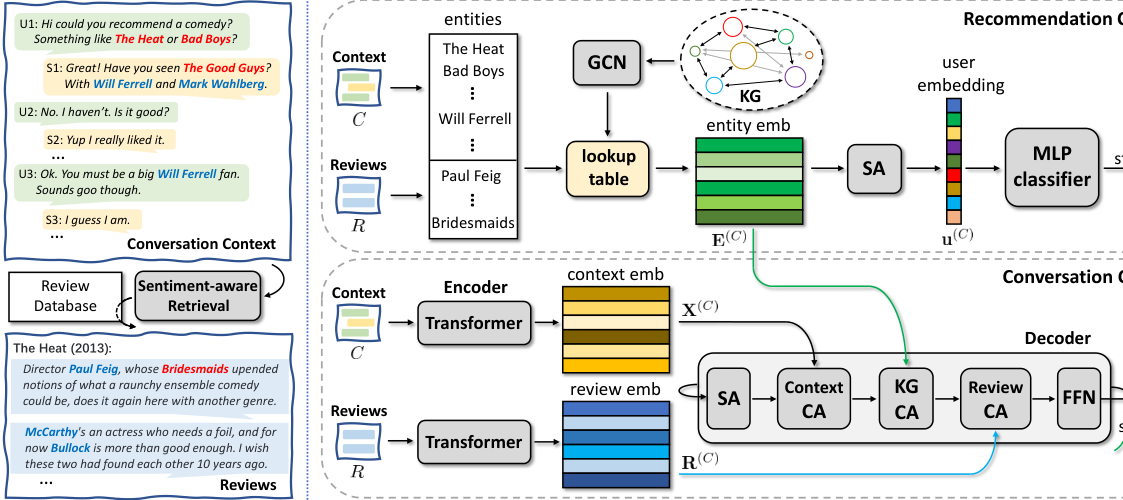 U1: Hi could you recommend a comedy?
Something like The Heat or Bad Boys?
S1: Great! Have you seen The Good Guys?
With Will Ferrell and Mark Wahlberg.
U2: No. I haven't. Is it good?
S2: Yup I really liked it.
...
U3: Ok. You must be a big Will Ferrell fan.
Sounds goo though.
S3: I guess I am.
...
Conversation Context
Review
Database
Sentiment-aware
Retrieval
The Heat (2013):
Director Paul Feig, whose Bridesmaids upended
notions of what a raunchy ensemble comedy
could be, does it again here with another genre.
McCarthy's an actress who needs a foil, and for
now Bullock is more than good enough. I wish
these two had found each other 10 years ago.
...
Reviews
Recommendation C
Context
C
Reviews
R
entities
The Heat
Bad Boys
⋮
Will Ferrell
⋮
Paul Feig
⋮
Bridesmaids
GCN
KG
lookup
table
entity emb
E^(C)
SA
user
embedding
u^(C)
MLP
classifier
Conversation C
Context
C
Reviews
R
Encoder
Transformer
Transformer
context emb
X^(C)
review emb
R^(C)
Decoder
SA
Context
CA
KG
CA
Review
CA
FFN